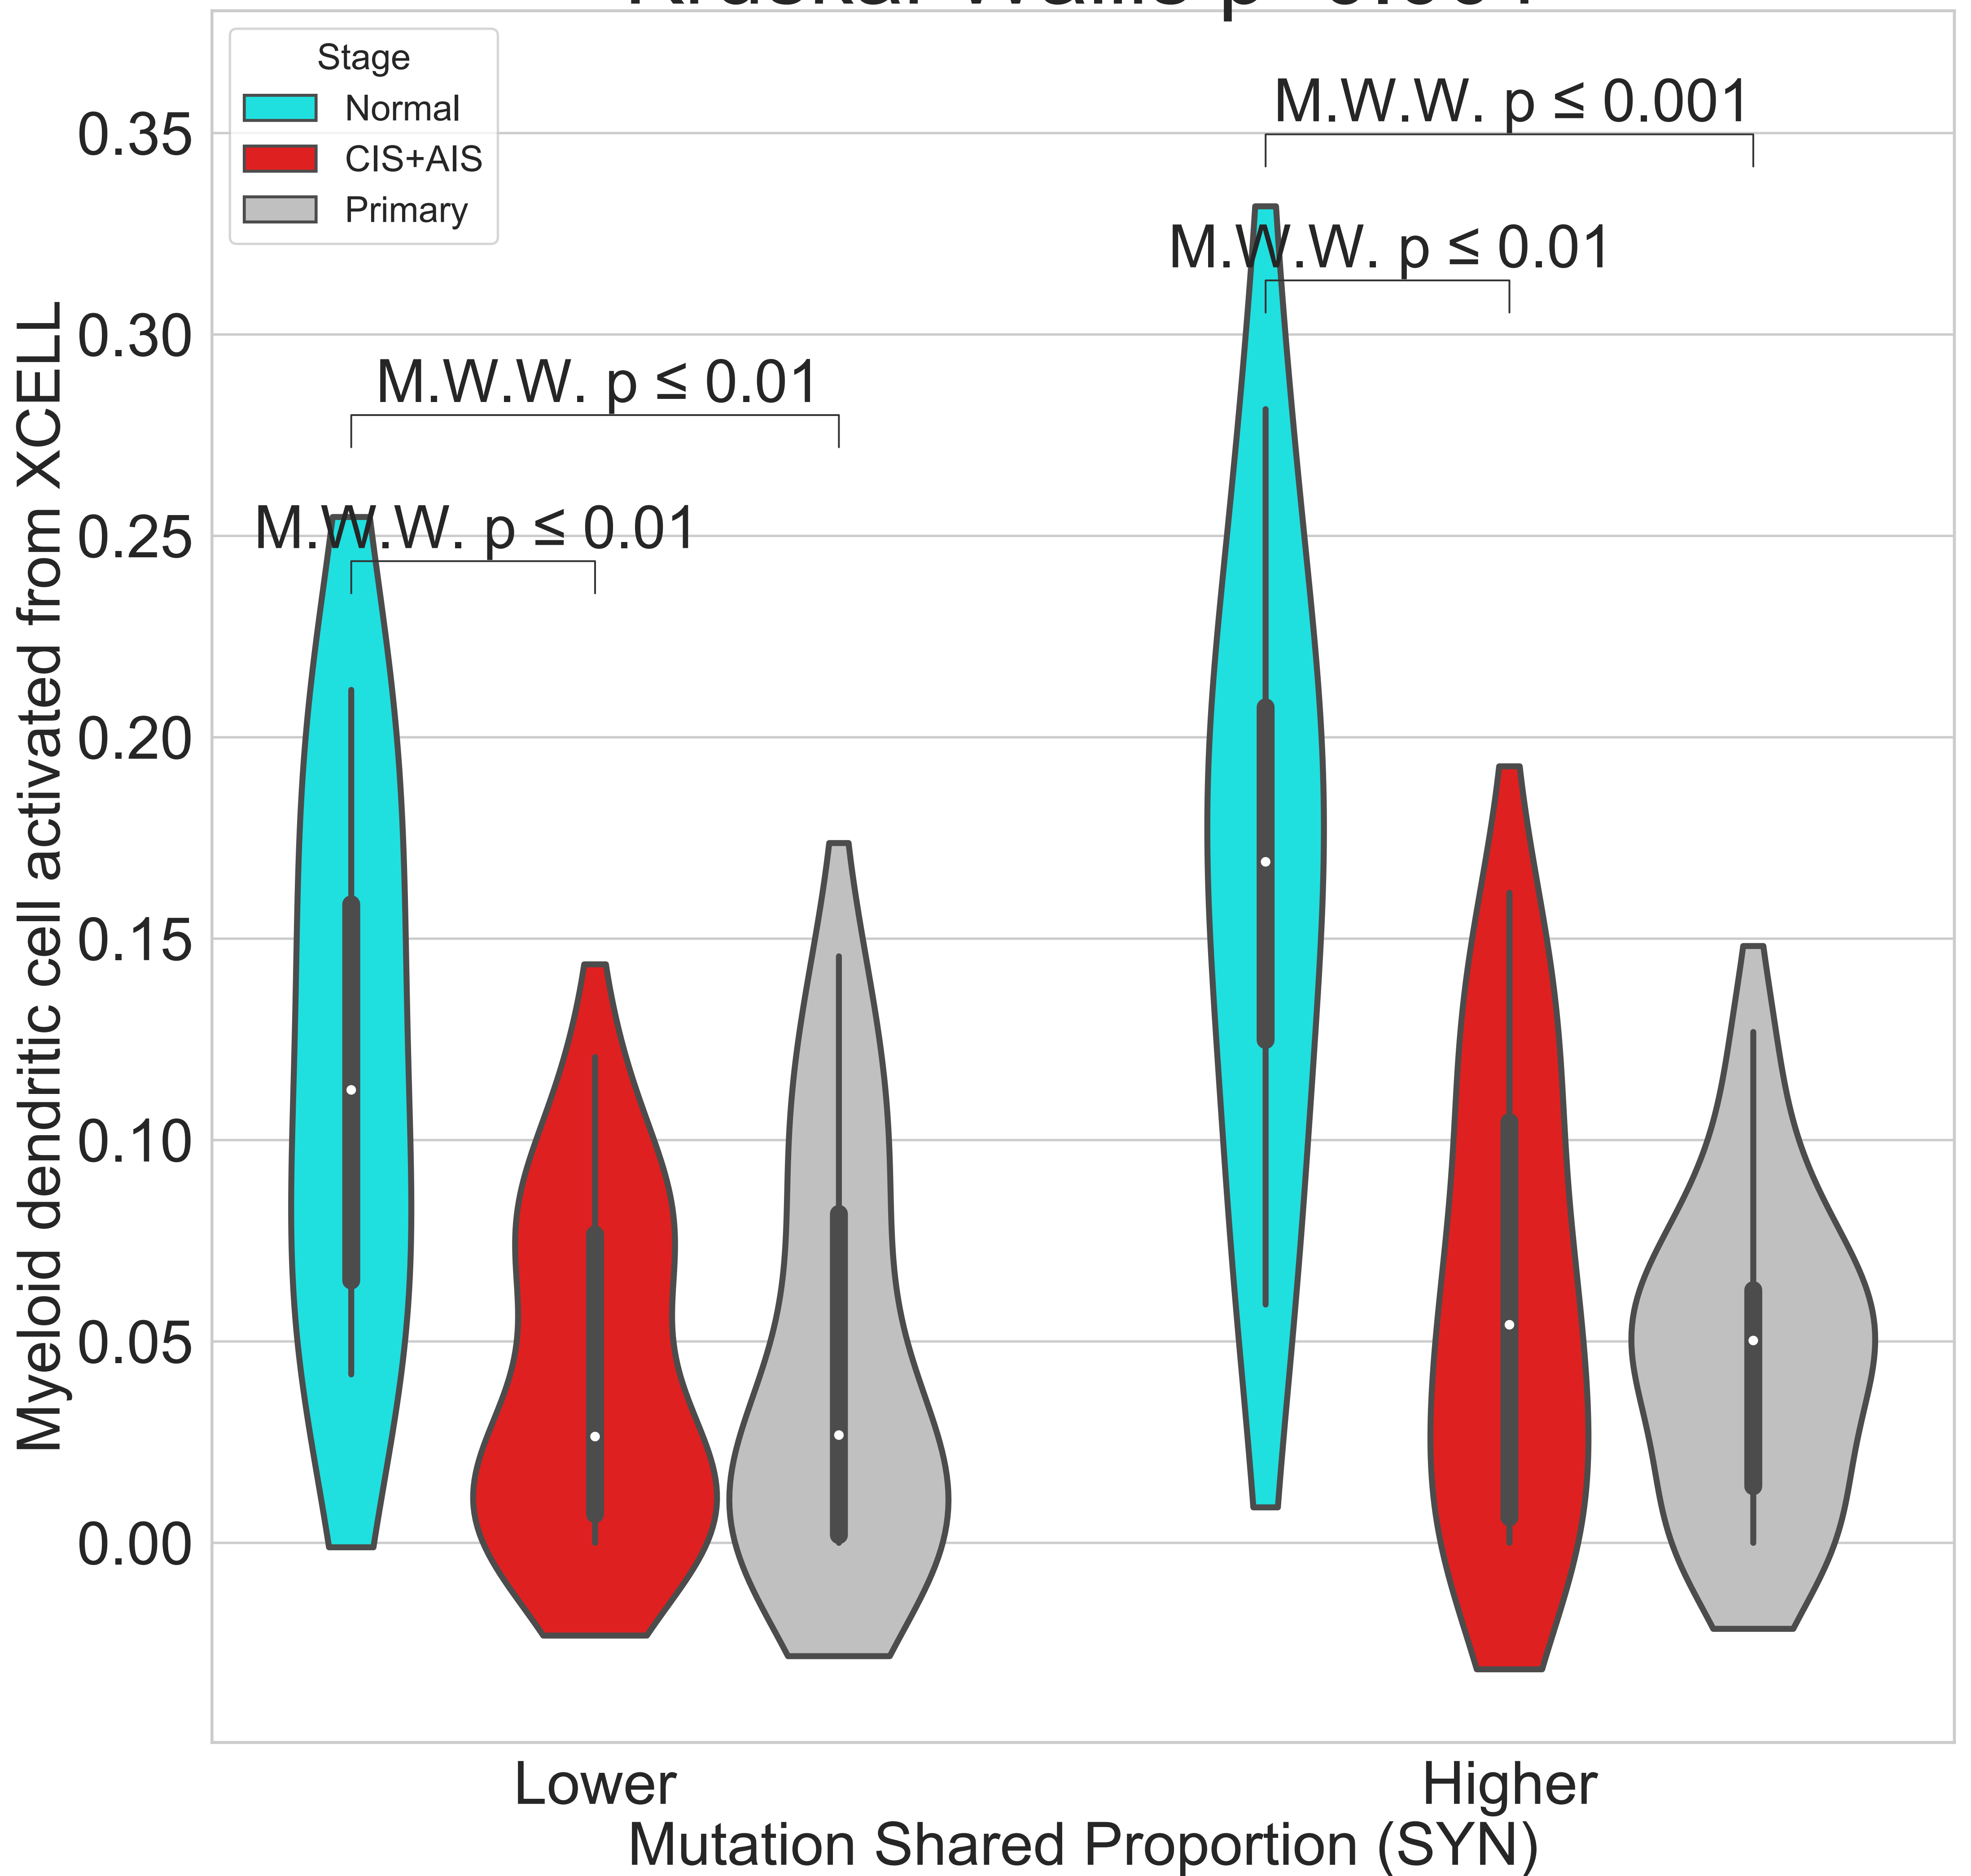 Stage
Normal
CIS+AIS
Primary
M.W.W. p ≤ 0.001
M.W.W. p ≤ 0.01
M.W.W. p ≤ 0.01
M.W.W. p ≤ 0.01
0.35
0.30
0.25
0.20
0.15
0.10
0.05
0.00
Myeloid dendritic cell activated from XCELL
Lower
Higher
Mutation Shared Proportion (SYN)